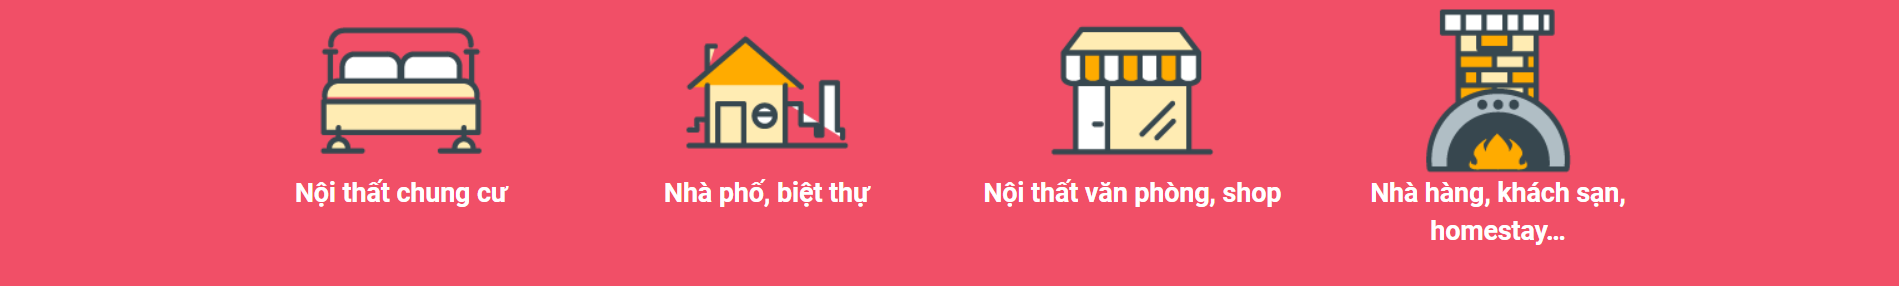 Nội thất chung cư
Nhà phố, biệt thự
Nội thất văn phòng, shop
Nhà hàng, khách sạn,
homestay...